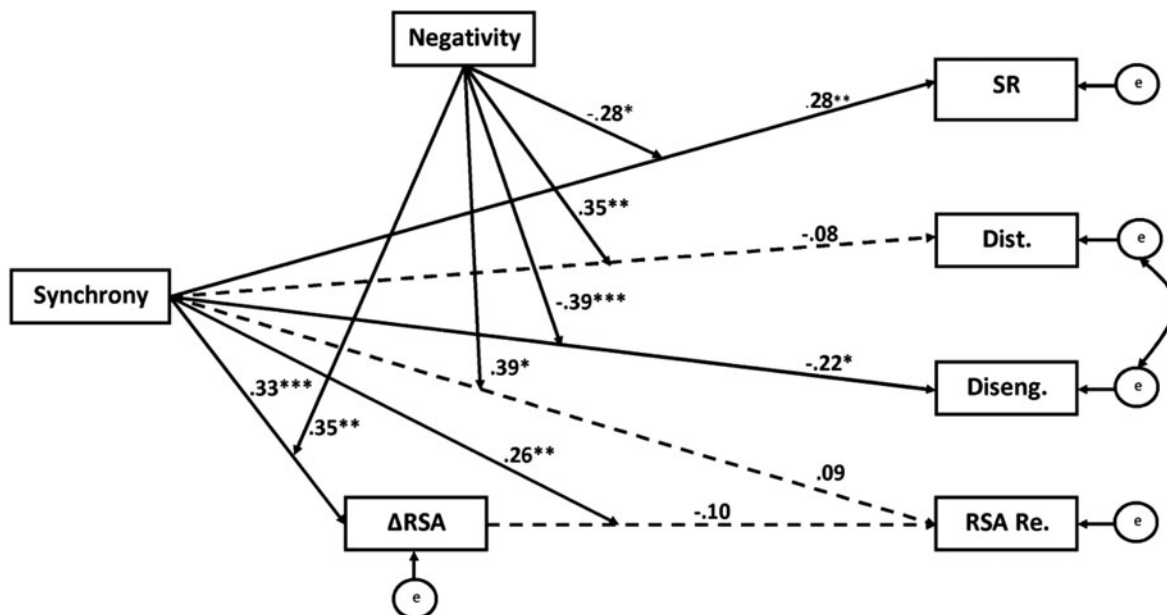 Negativity
SR
e
-.28*
.28**
.35**
-.08
Dist.
e
Synchrony
-.39***
-.22*
Diseng.
e
.39*
.33***
.35**
.26**
.09
ΔRSA
-.10
RSA Re.
e
e